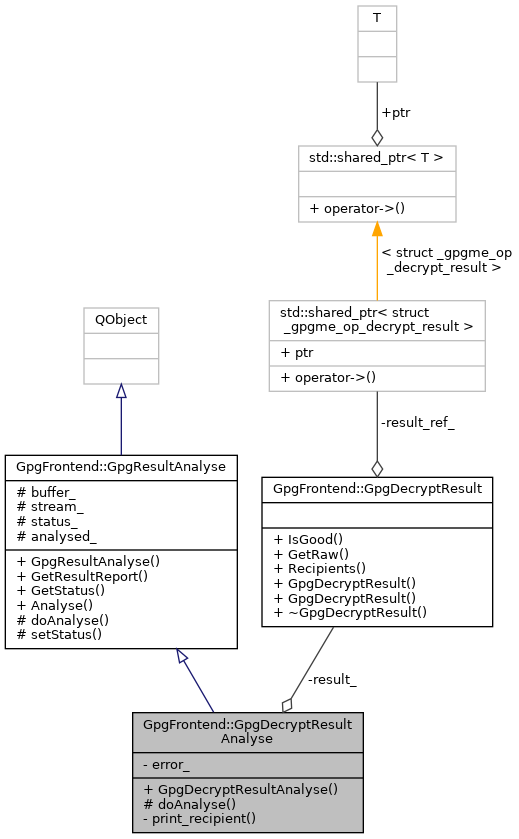 T
+ptr
std::shared_ptr< T >
+ operator->()
< struct _gpgme_op
_decrypt_result >
std::shared_ptr< struct
_gpgme_op_decrypt_result >
+ ptr
+ operator->()
QObject
-result_ref_
GpgFrontend::GpgResultAnalyse
# buffer_
# stream_
# status_
# analysed_
+ GpgResultAnalyse()
+ GetResultReport()
+ GetStatus()
+ Analyse()
# doAnalyse()
# setStatus()
GpgFrontend::GpgDecryptResult
+ IsGood()
+ GetRaw()
+ Recipients()
+ GpgDecryptResult()
+ GpgDecryptResult()
+ ~GpgDecryptResult()
-result_
GpgFrontend::GpgDecryptResult
Analyse
- error_
+ GpgDecryptResultAnalyse()
# doAnalyse()
- print_recipient()